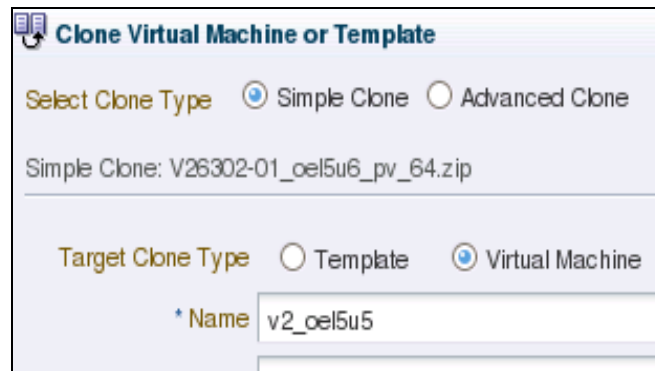 Clone Virtual Machine or Template
Select Clone Type Simple Clone Advanced Clone
Simple Clone: V26302-01_oel5u6_pv_64.zip
Target Clone Type Template Virtual Machine
* Name v2_oel5u5